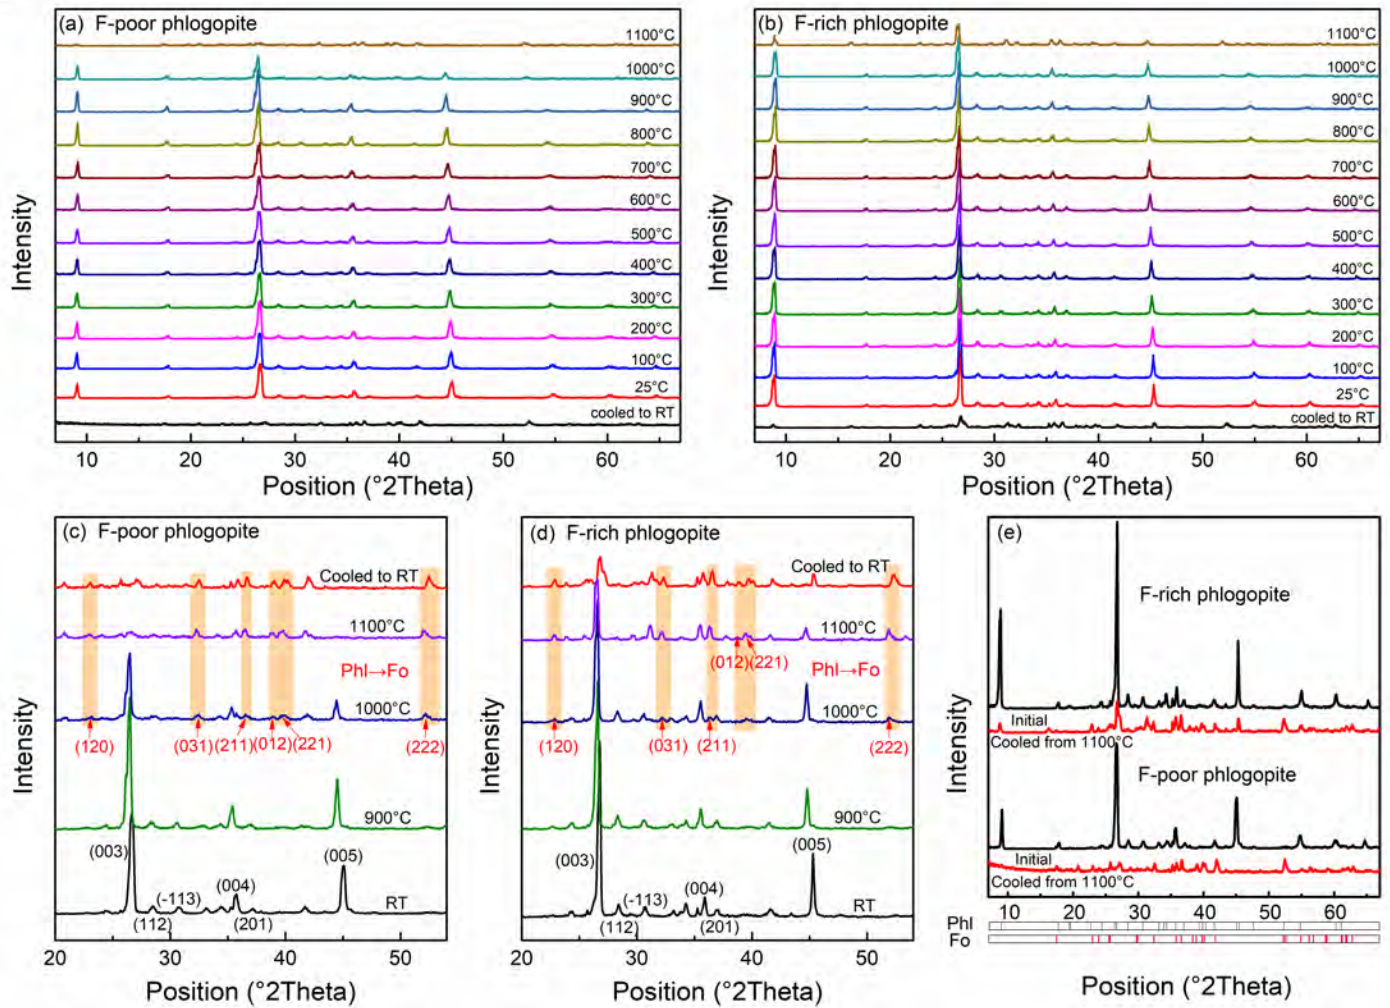 (a) F-poor phlogopite
1100°C
1000°C
900°C
800°C
700°C
600°C
500°C
400°C
300°C
200°C
100°C
25°C
cooled to RT
Intensity
10 20 30 40 50 60
Position (°2Theta)
(b) F-rich phlogopite
1100°C
1000°C
900°C
800°C
700°C
600°C
500°C
400°C
300°C
200°C
100°C
25°C
cooled to RT
Intensity
10 20 30 40 50 60
Position (°2Theta)
(c) F-poor phlogopite
Cooled to RT
1100°C
Phl→Fo
1000°C
(120) (031) (211) (012) (221) (222)
900°C
(003) (005)
(-113) (004)
RT
(112) (201)
Intensity
20 30 40 50
Position (°2Theta)
(d) F-rich phlogopite
Cooled to RT
1100°C
(012)(221)
Phl→Fo
1000°C
(120) (031) (211) (222)
900°C
(003) (005)
(-113) (004)
RT
(112) (201)
Intensity
20 30 40 50
Position (°2Theta)
(e)
F-rich phlogopite
Initial
Cooled from 1100°C
F-poor phlogopite
Initial
Cooled from 1100°C
Intensity
10 20 30 40 50 60
Phl
Fo
Position (°2Theta)